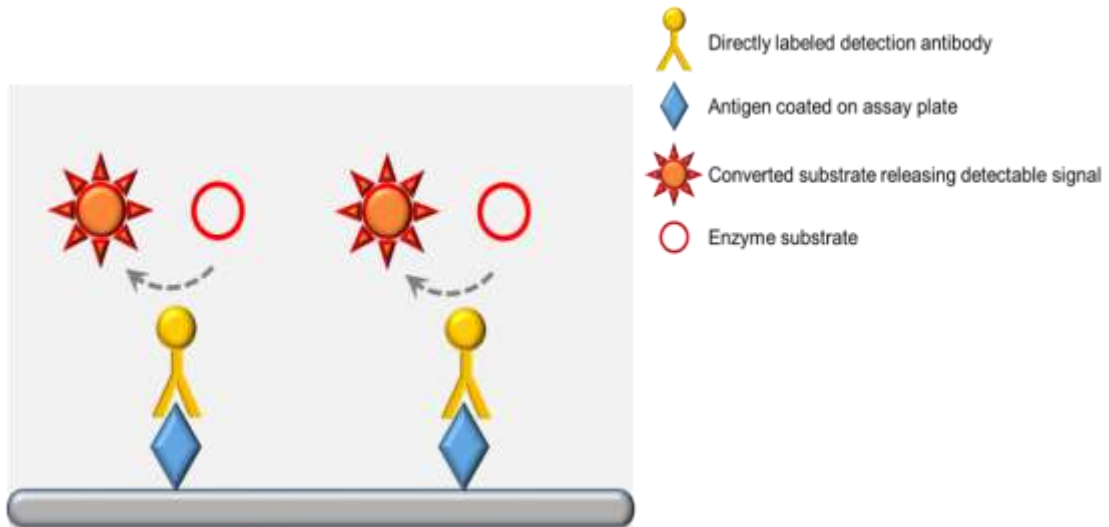 Directly labeled detection antibody
Antigen coated on assay plate
Converted substrate releasing detectable signal
Enzyme substrate